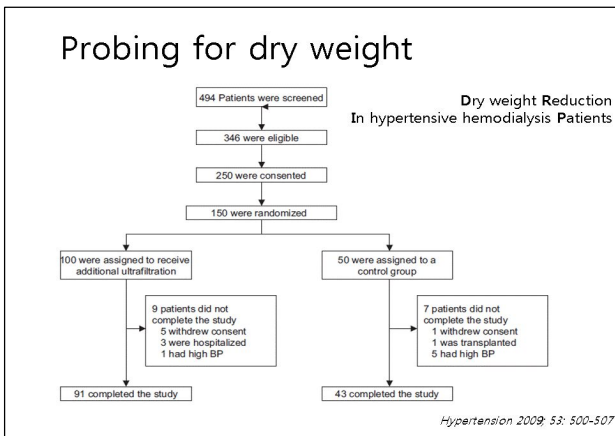 Probing for dry weight
Dry weight Reduction
In hypertensive hemodialysis Patients
494 Patients were screened
346 were eligible
250 were consented
150 were randomized
100 were assigned to receive
additional ultrafiltration
50 were assigned to a
control group
9 patients did not
complete the study
5 withdrew consent
3 were hospitalized
1 had high BP
7 patients did not
complete the study
1 withdrew consent
1 was transplanted
5 had high BP
91 completed the study
43 completed the study
Hypertension 2009; 53: 500-507